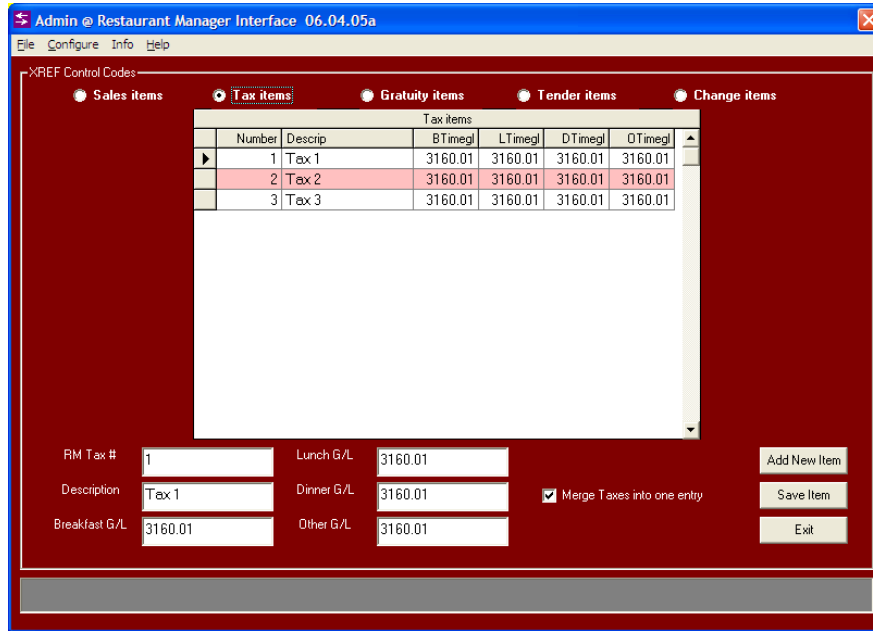 Admin @ Restaurant Manager Interface 06.04.05a
File Configure Info Help
XREF Control Codes
Sales items Tax items Gratuity items Tender items Change items
Tax items
Number Descrip BTimegl LTimegl DTimegl OTimegl
1 Tax 1 3160.01 3160.01 3160.01 3160.01
2 Tax 2 3160.01 3160.01 3160.01 3160.01
3 Tax 3 3160.01 3160.01 3160.01 3160.01
RM Tax # 1 Lunch G/L 3160.01 Add New Item
Description Tax 1 Dinner G/L 3160.01 Merge Taxes into one entry Save Item
Breakfast G/L 3160.01 Other G/L 3160.01 Exit